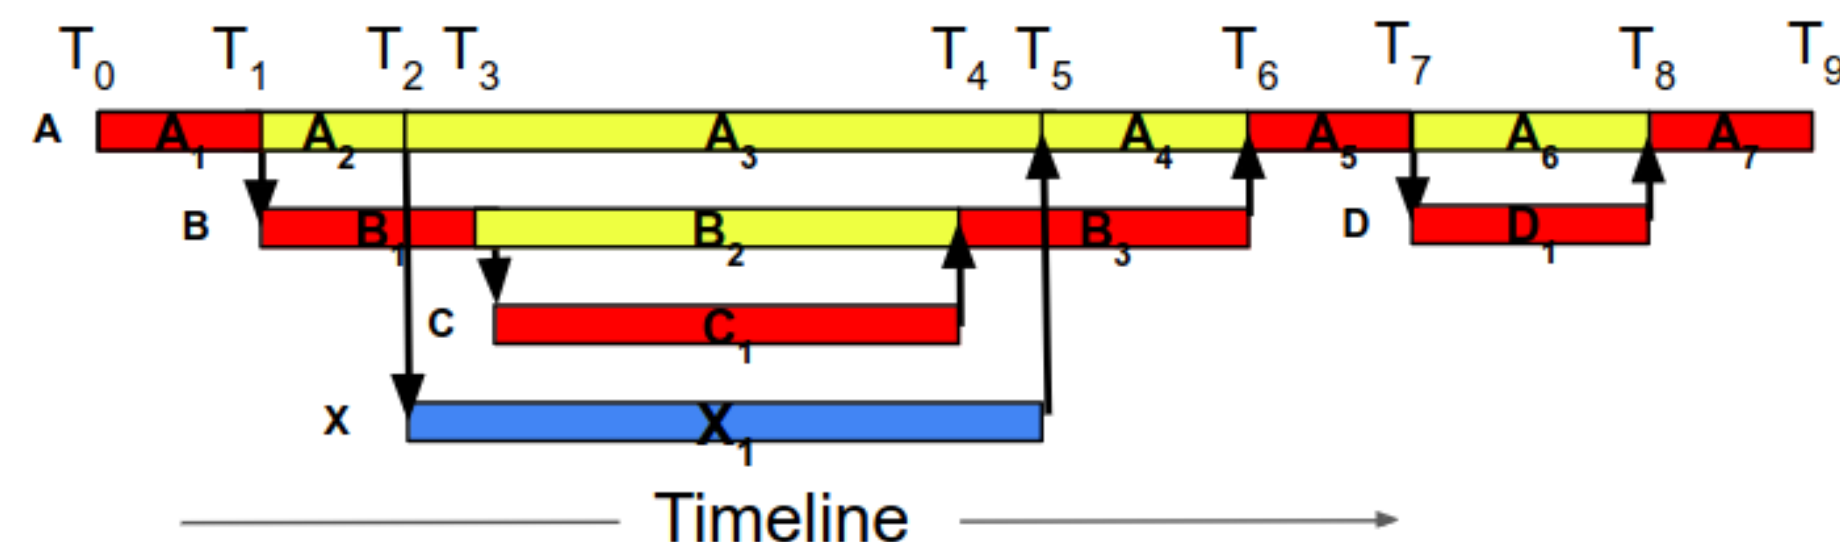 T0 T1 T2 T3 T4 T5 T6 T7 T8 T9
A A1 A2 A3 A4 A5 A6 A7
B B1 B2 B3 D D1
C C1
X X1
Timeline